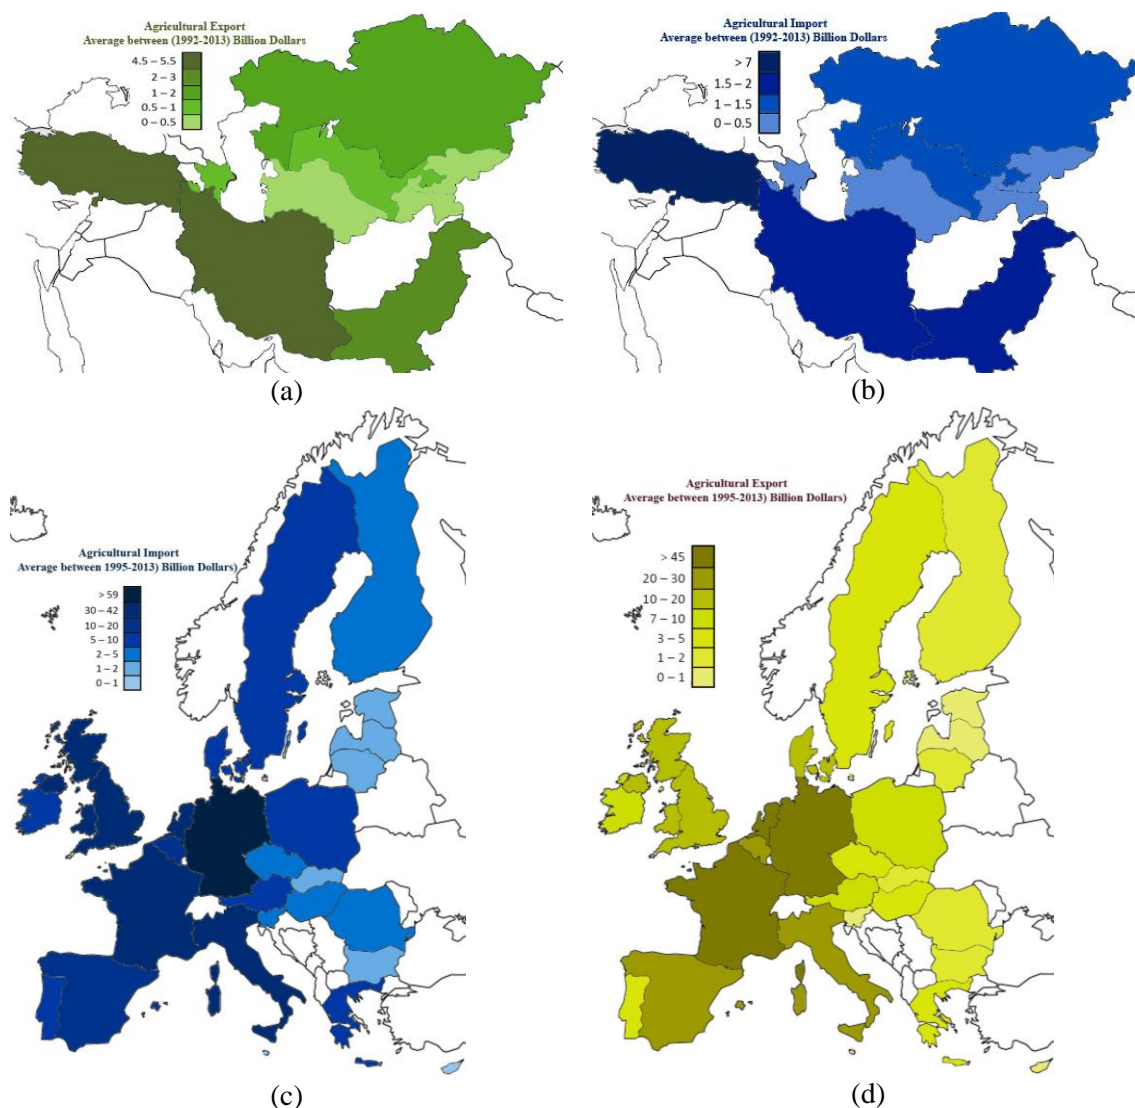 Agricultural Export
Average between (1992-2013) Billion Dollars
4.5 – 5.5
2 – 3
1 – 2
0.5 – 1
0 – 0.5
(a)
Agricultural Import
Average between (1992-2013) Billion Dollars
> 7
1.5 – 2
1 – 1.5
0 – 0.5
(b)
Agricultural Import
Average between 1995-2013) Billion Dollars)
> 59
30 – 42
10 – 20
5 – 10
2 – 5
1 – 2
0 – 1
(c)
Agricultural Export
Average between 1995-2013) Billion Dollars)
> 45
20 – 30
10 – 20
7 – 10
3 – 5
1 – 2
0 – 1
(d)